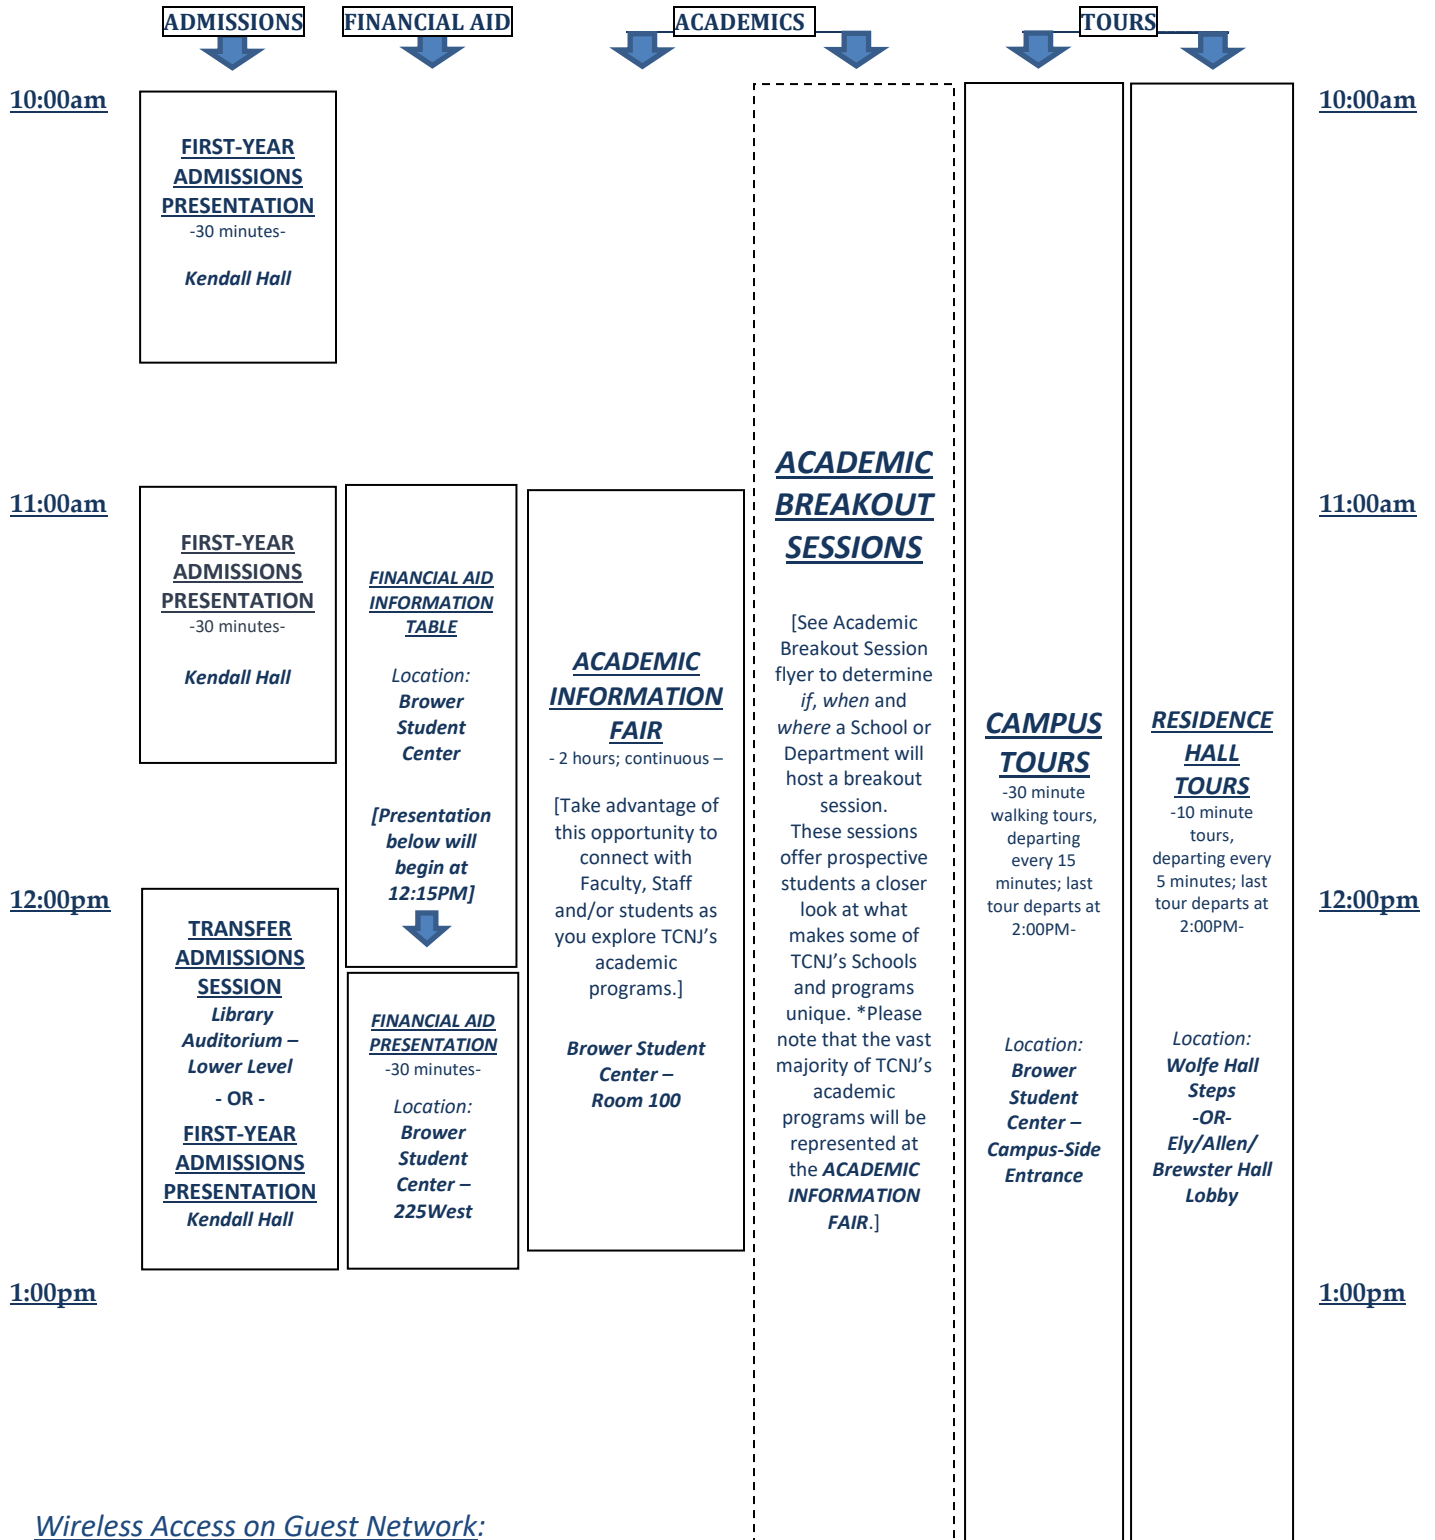 ADMISSIONS
FINANCIAL AID
ACADEMICS
TOURS
10:00am
FIRST-YEAR
ADMISSIONS
PRESENTATION
-30 minutes-
Kendall Hall
11:00am
FIRST-YEAR
ADMISSIONS
PRESENTATION
-30 minutes-
Kendall Hall
12:00pm
TRANSFER
ADMISSIONS
SESSION
Library
Auditorium –
Lower Level
- OR -
FIRST-YEAR
ADMISSIONS
PRESENTATION
Kendall Hall
1:00pm
FINANCIAL AID
INFORMATION
TABLE
Location:
Brower
Student
Center
[Presentation
below will
begin at
12:15PM]
FINANCIAL AID
PRESENTATION
-30 minutes-
Location:
Brower
Student
Center –
225West
ACADEMIC
INFORMATION
FAIR
- 2 hours; continuous –
[Take advantage of
this opportunity to
connect with
Faculty, Staff
and/or students as
you explore TCNJ’s
academic
programs.]
Brower Student
Center –
Room 100
ACADEMIC
BREAKOUT
SESSIONS
[See Academic
Breakout Session
flyer to determine
if, when and
where a School or
Department will
host a breakout
session.
These sessions
offer prospective
students a closer
look at what
makes some of
TCNJ’s Schools
and programs
unique. *Please
note that the vast
majority of TCNJ’s
academic
programs will be
represented at
the ACADEMIC
INFORMATION
FAIR.]
CAMPUS
TOURS
-30 minute
walking tours,
departing
every 15
minutes; last
tour departs at
2:00PM-
Location:
Brower
Student
Center –
Campus-Side
Entrance
RESIDENCE
HALL
TOURS
-10 minute
tours,
departing every
5 minutes; last
tour departs at
2:00PM-
Location:
Wolfe Hall
Steps
-OR-
Ely/Allen/
Brewster Hall
Lobby
10:00am
11:00am
12:00pm
1:00pm
Wireless Access on Guest Network: